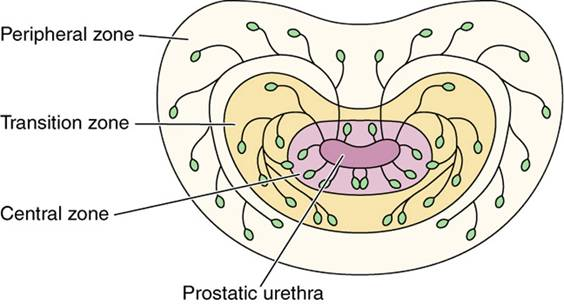 Peripheral zone
Transition zone
Central zone
Prostatic urethra